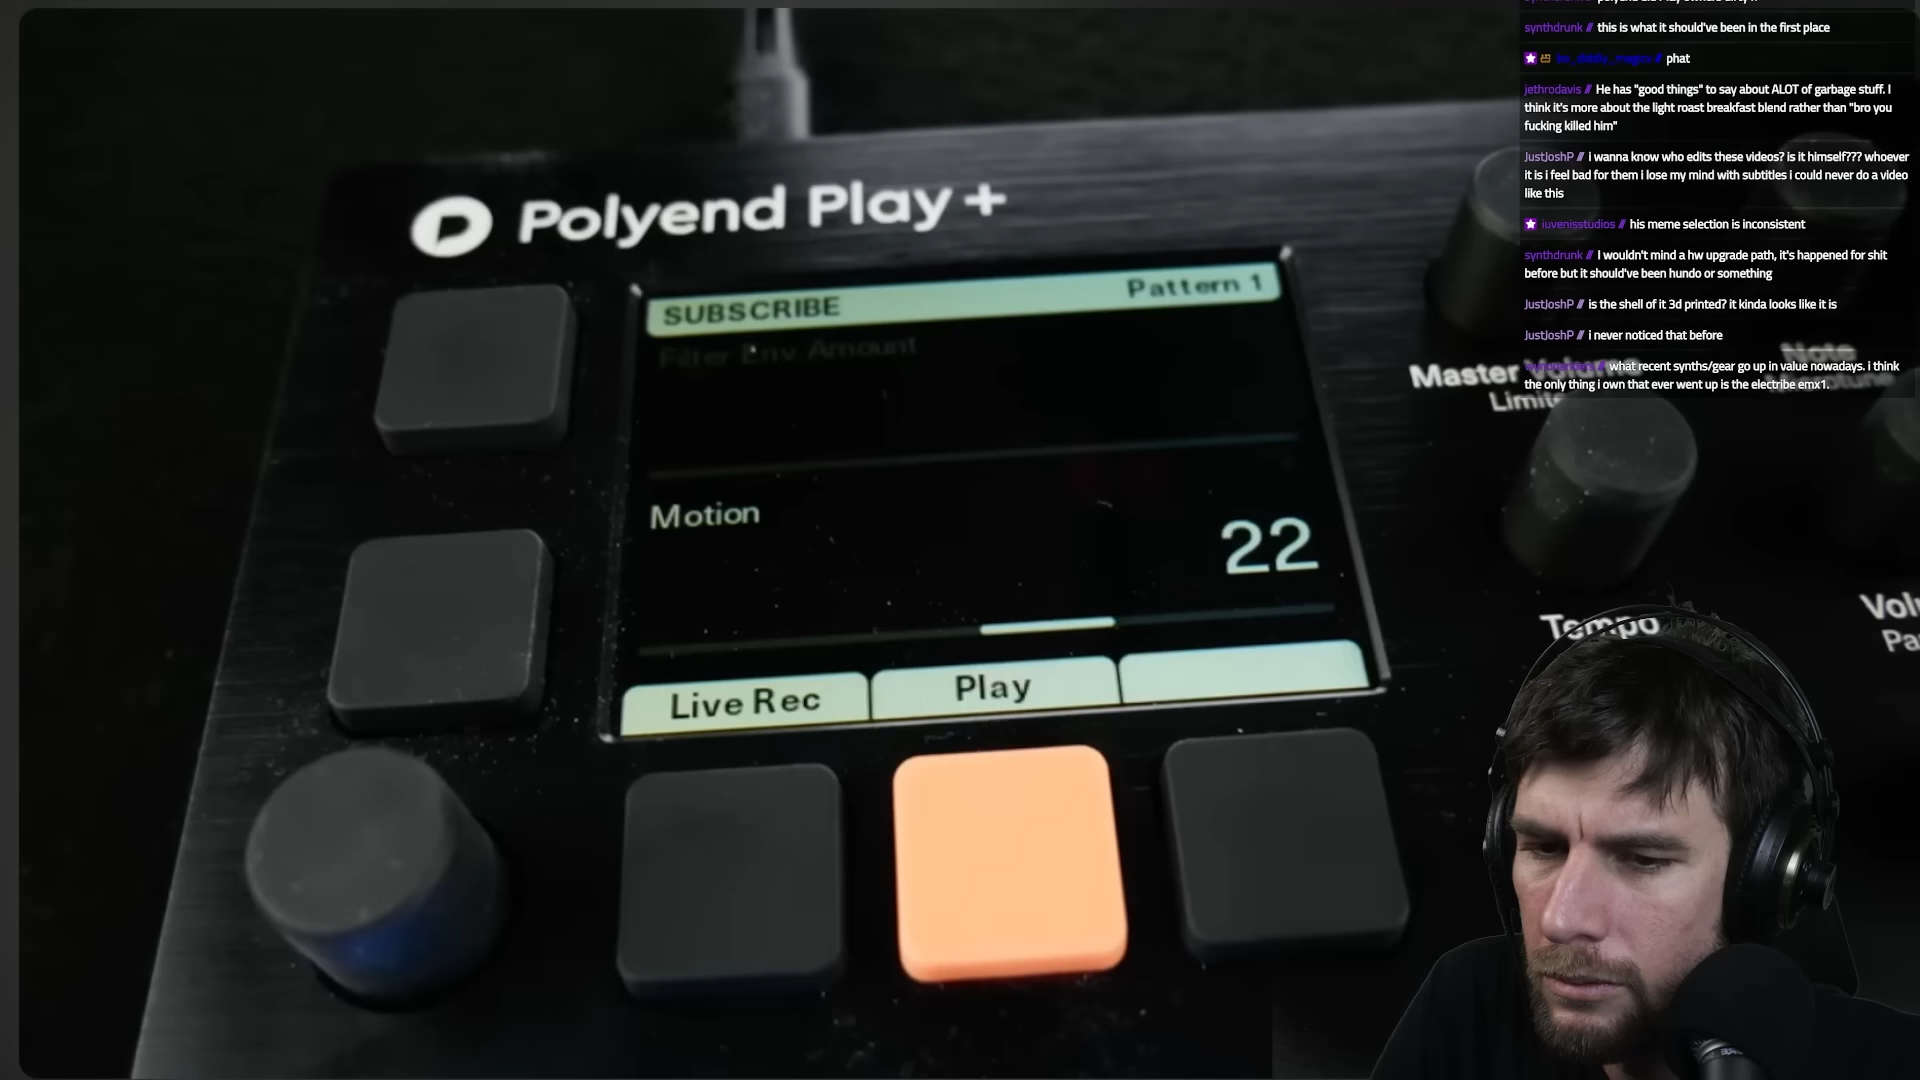 synthdrunk // this is what it should've been in the first place
// phat
jethrodavis // He has "good things" to say about ALOT of garbage stuff. I
think it's more about the light roast breakfast blend rather than "bro you
fucking killed him"
JustJoshP // i wanna know who edits these videos? is it himself??? whoever
it is i feel bad for them i lose my mind with subtitles i could never do a video
like this
iuvenisstudios // his meme selection is inconsistent
synthdrunk // I wouldn't mind a hw upgrade path, it's happened for shit
before but it should've been hundo or something
JustJoshP // is the shell of it 3d printed? it kinda looks like it is
JustJoshP // i never noticed that before
// what recent synths/gear go up in value nowadays. i think
the only thing i own that ever went up is the electribe emx1.
Polyend Play+
SUBSCRIBE
Pattern 1
Filter Env Amount
Motion
22
Live Rec
Play
Master Volume
Note
Tempo